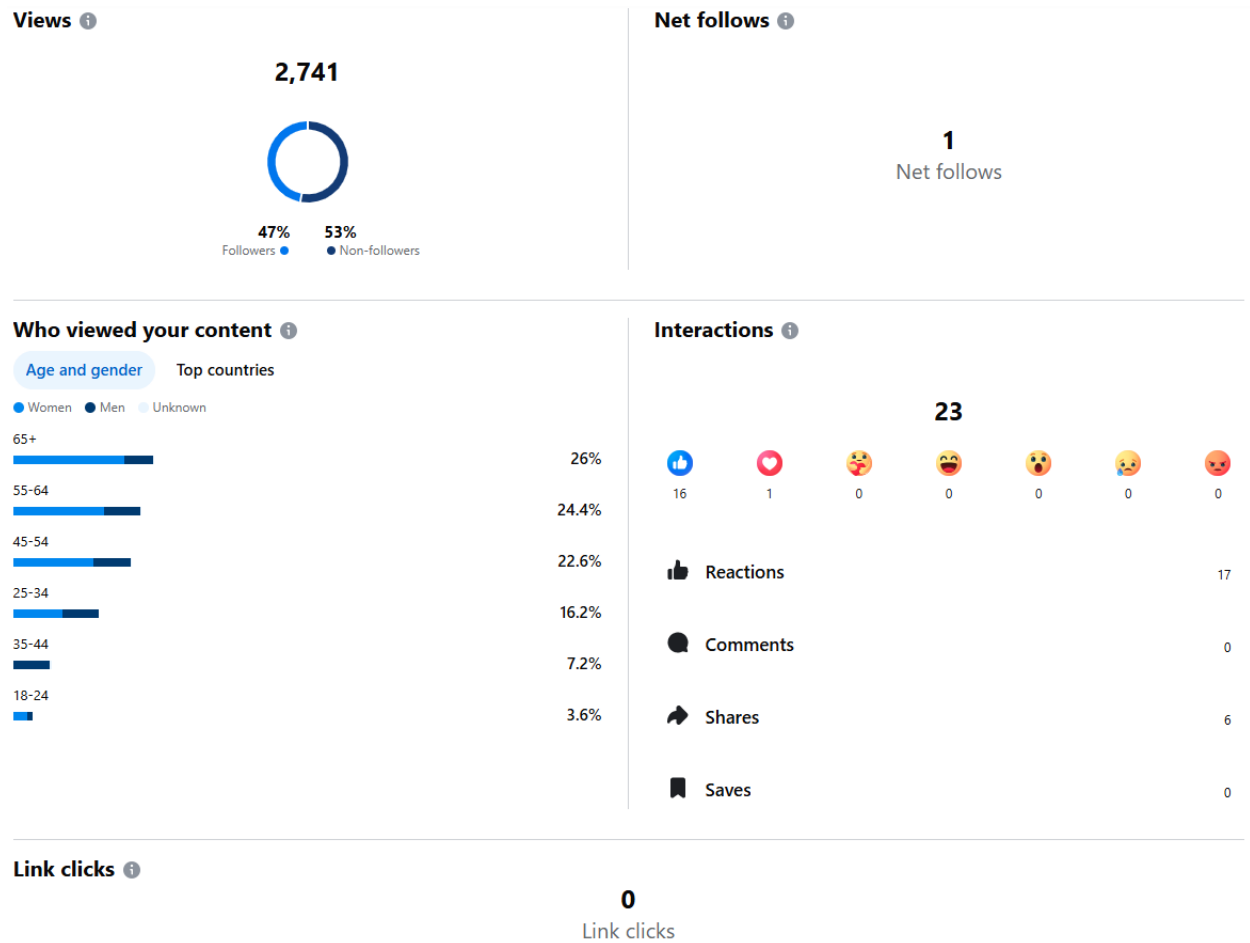 Views
2,741
47% 53%
Followers Non-followers
Net follows
1
Net follows
Who viewed your content
Age and gender Top countries
Women Men Unknown
65+
26%
55-64
24.4%
45-54
22.6%
25-34
16.2%
35-44
7.2%
18-24
3.6%
Interactions
23
16 1 0 0 0 0 0
Reactions 17
Comments 0
Shares 6
Saves 0
Link clicks
0
Link clicks